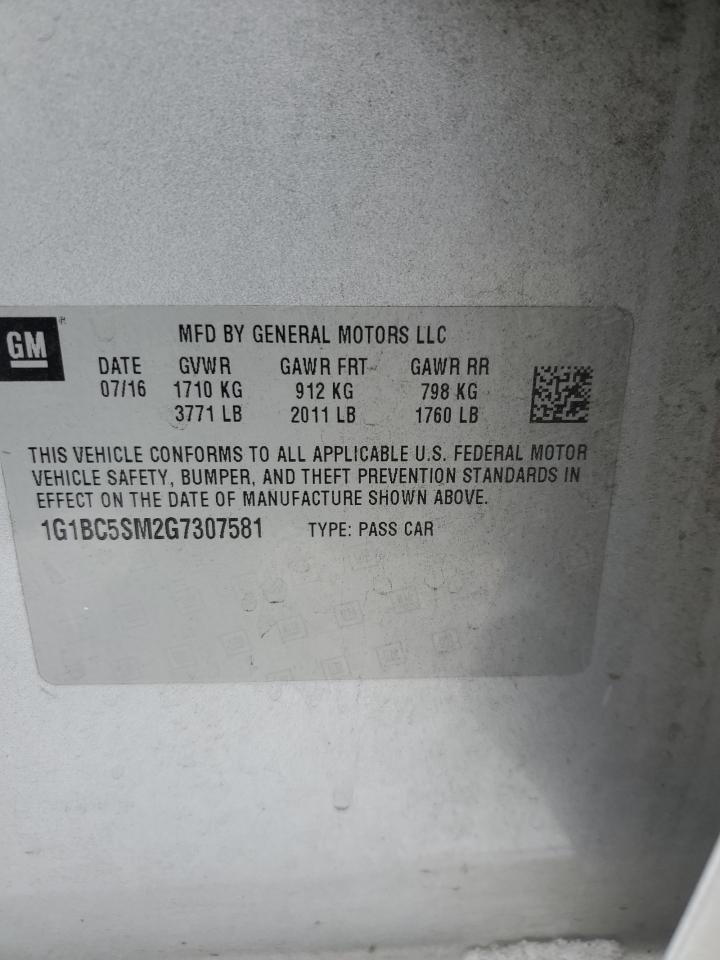 GM
MFD BY GENERAL MOTORS LLC
DATE GVWR GAWR FRT GAWR RR
07/16 1710 KG 912 KG 798 KG
3771 LB 2011 LB 1760 LB
THIS VEHICLE CONFORMS TO ALL APPLICABLE U.S. FEDERAL MOTOR
VEHICLE SAFETY, BUMPER, AND THEFT PREVENTION STANDARDS IN
EFFECT ON THE DATE OF MANUFACTURE SHOWN ABOVE.
1G1BC5SM2G7307581 TYPE: PASS CAR